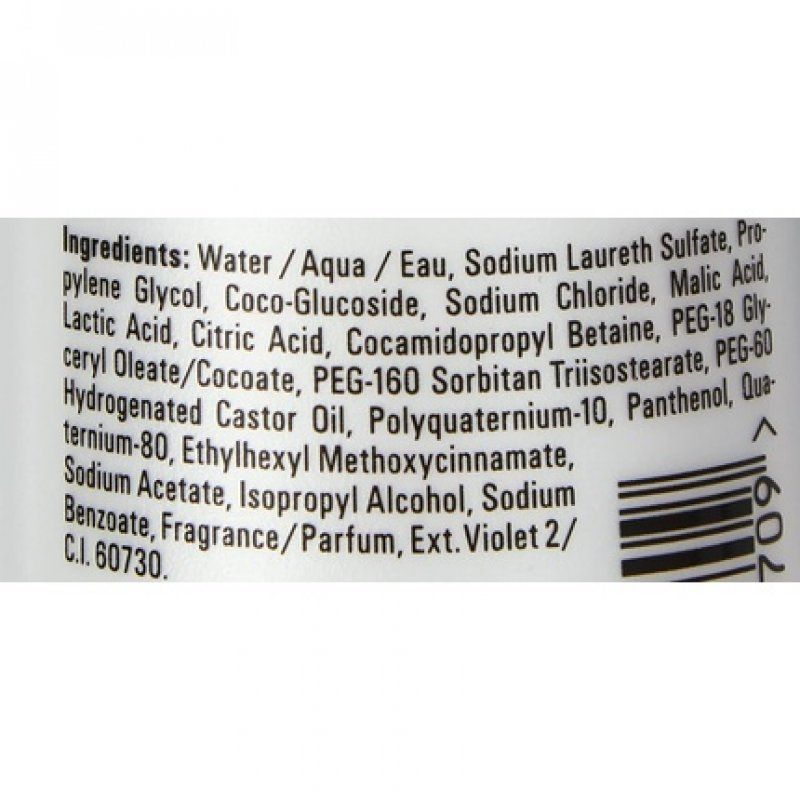 Ingredients: Water / Aqua / Eau, Sodium Laureth Sulfate, Pro-
pylene Glycol, Coco-Glucoside, Sodium Chloride, Malic Acid,
Lactic Acid, Citric Acid, Cocamidopropyl Betaine, PEG-18 Gly-
ceryl Oleate/Cocoate, PEG-160 Sorbitan Triisostearate, PEG-60
Hydrogenated Castor Oil, Polyquaternium-10, Panthenol, Qua-
ternium-80, Ethylhexyl Methoxycinnamate,
Sodium Acetate, Isopropyl Alcohol, Sodium
Benzoate, Fragrance/Parfum, Ext. Violet 2/
C.I. 60730.